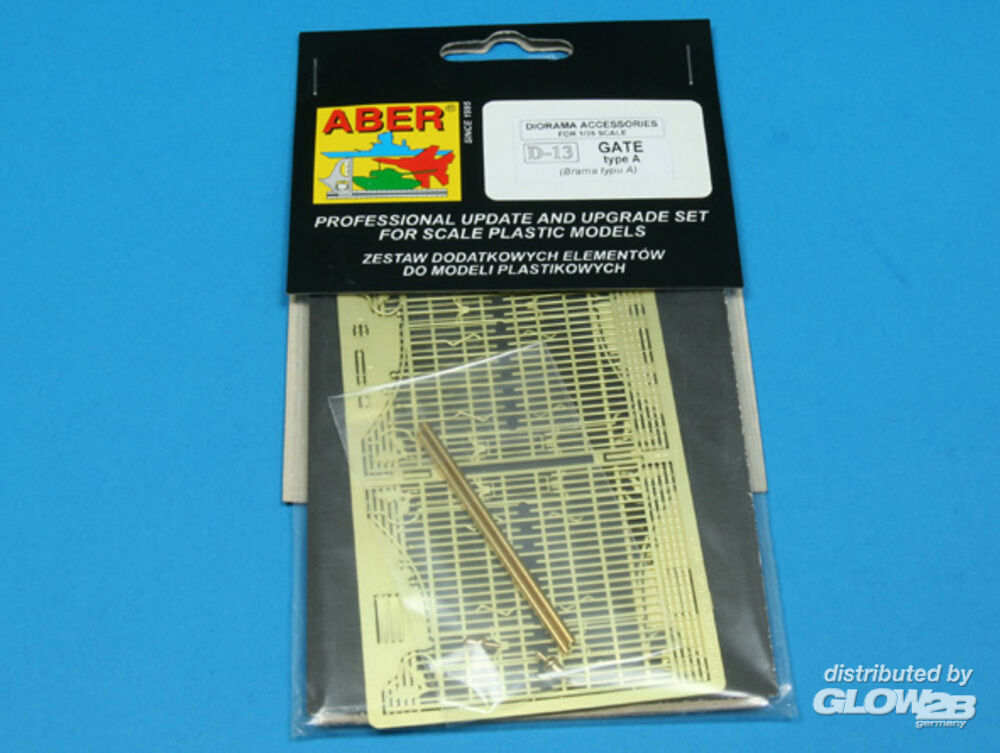 ABER®
SINCE 1995
DIORAMA ACCESSORIES
FOR 1/35 SCALE
D-13
GATE
type A
(Brama typu A)
PROFESSIONAL UPDATE AND UPGRADE SET
FOR SCALE PLASTIC MODELS
ZESTAW DODATKOWYCH ELEMENTÓW
DO MODELI PLASTIKOWYCH
distributed by
GLOW2B
germany